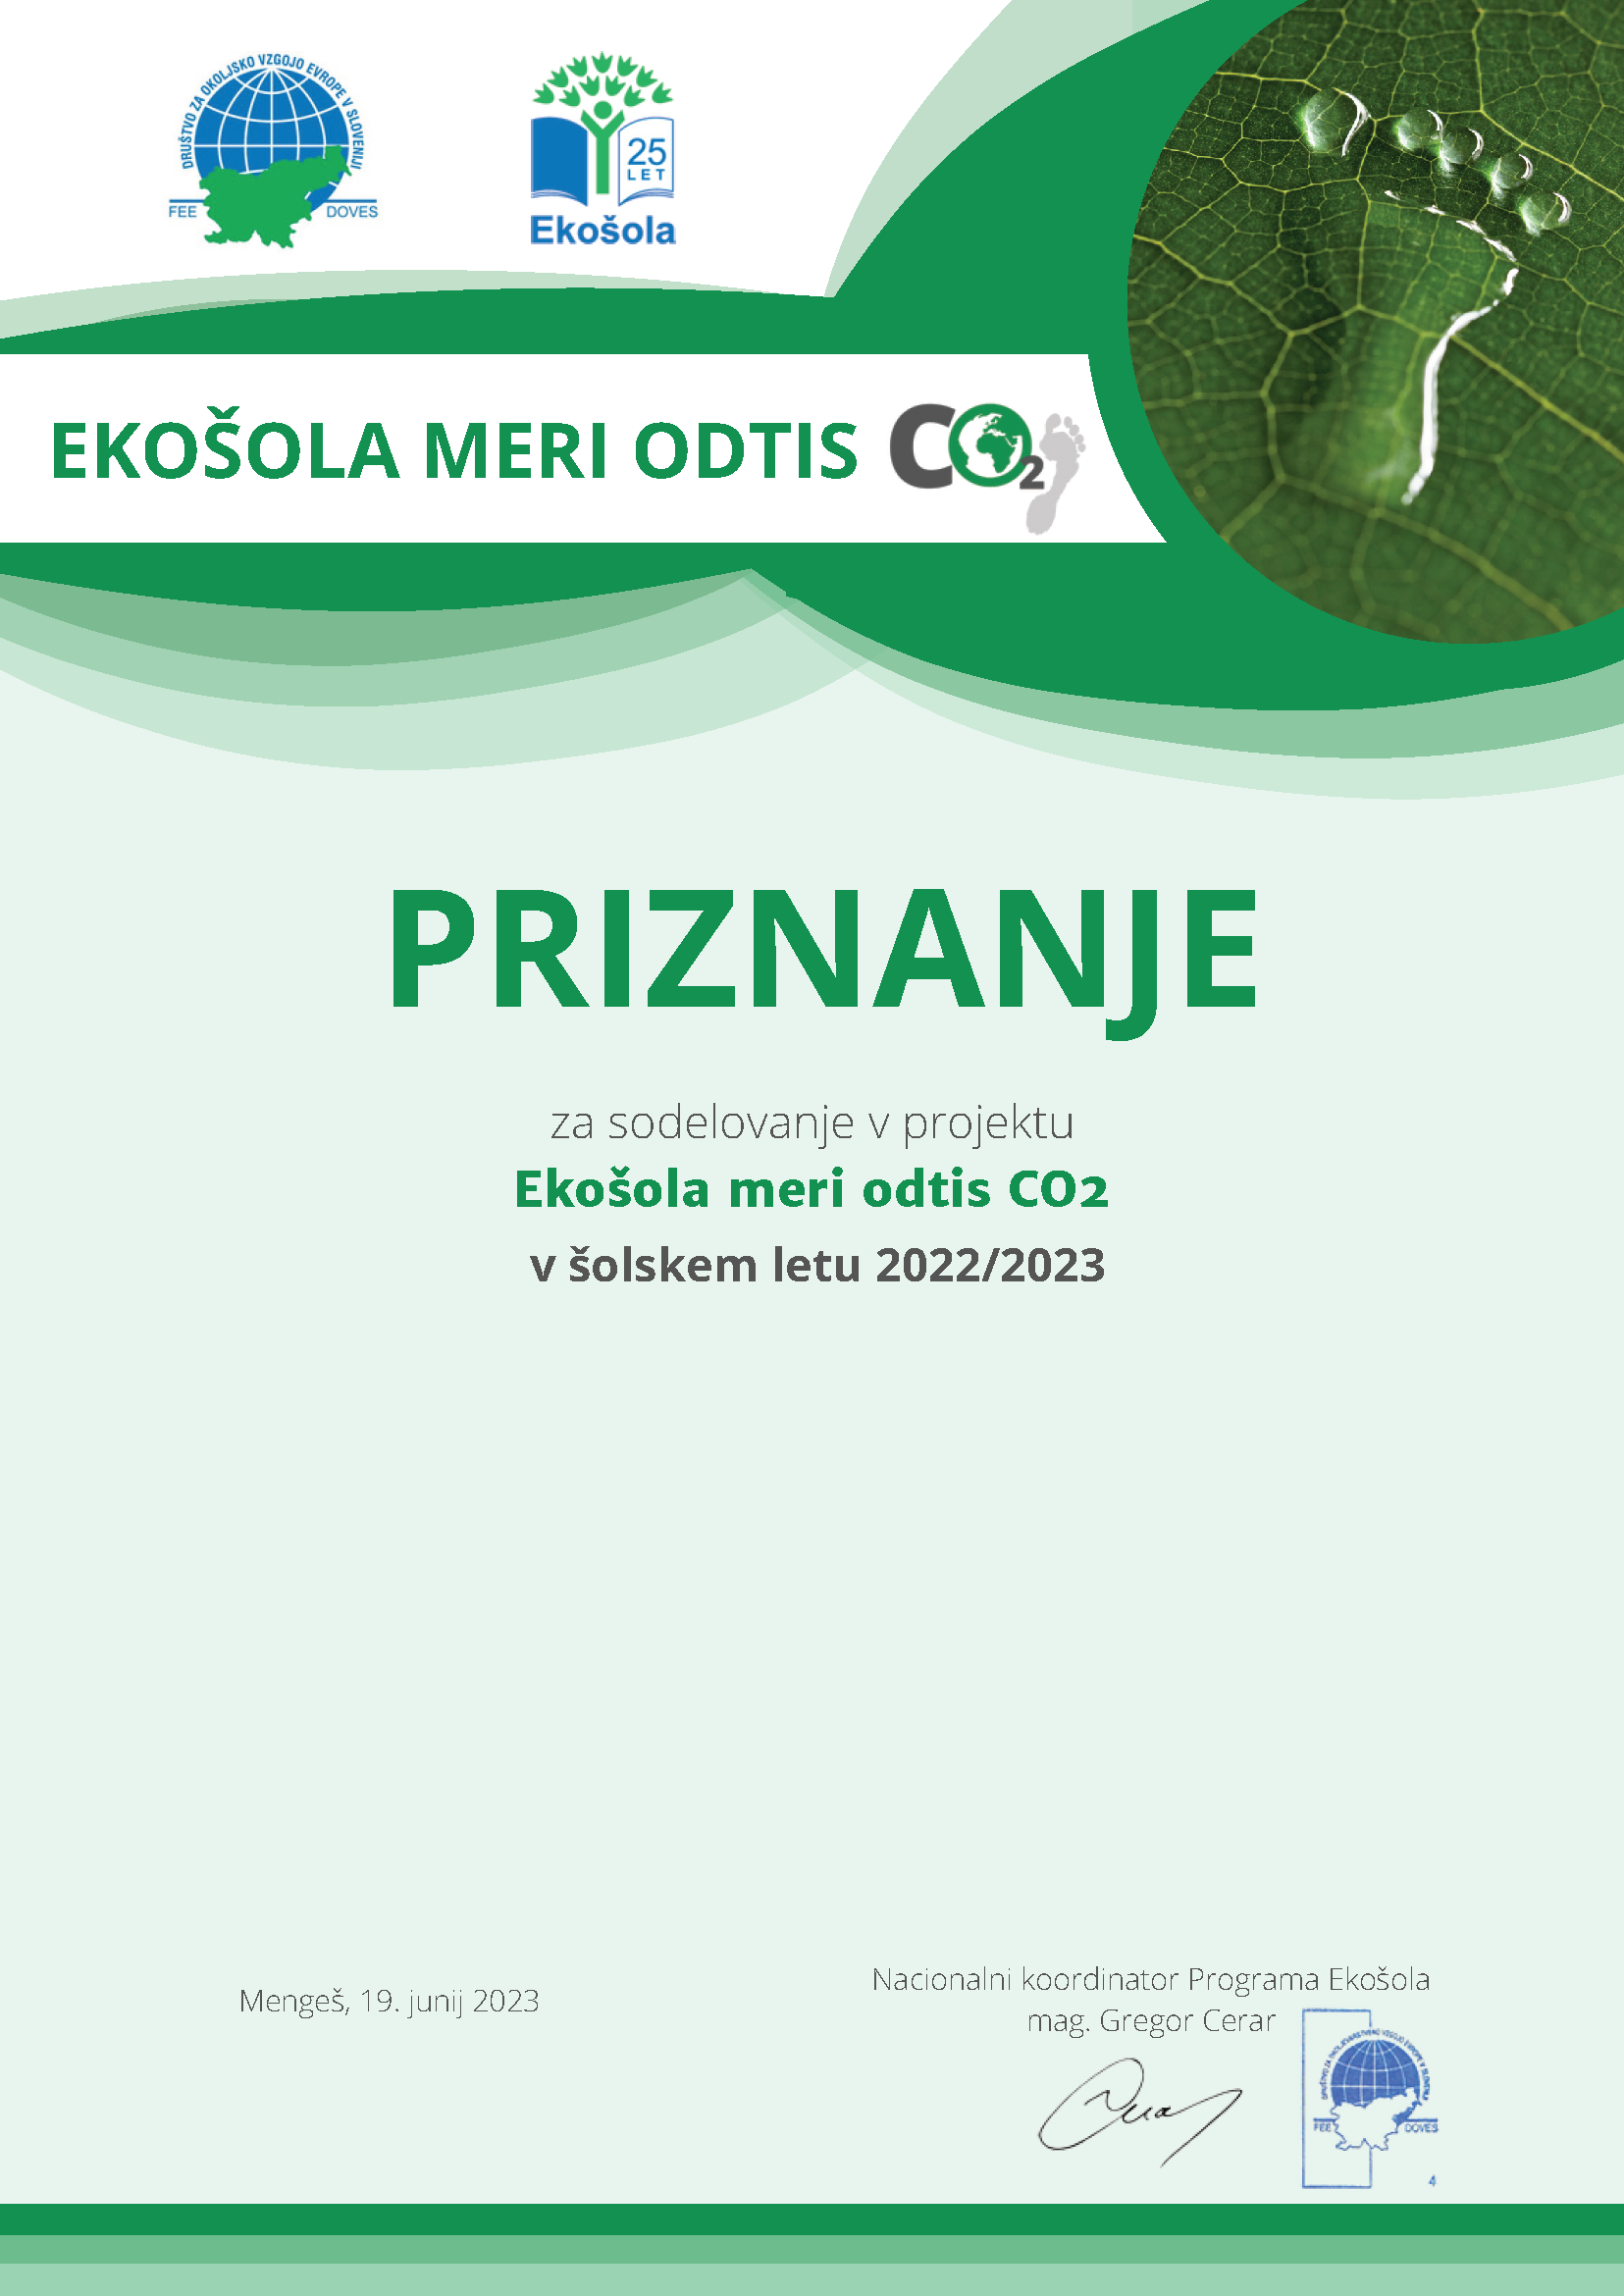 DRUŠTVO ZA OKOLJSKO VZGOJO EVROPE V SLOVENIJI
FEE DOVES
25
LET
Ekošola
EKOŠOLA MERI ODTIS CO2
PRIZNANJE
za sodelovanje v projektu
Ekošola meri odtis CO2
v šolskem letu 2022/2023
Mengeš, 19. junij 2023
Nacionalni koordinator Programa Ekošola
mag. Gregor Cerar
FEE DOVES
4